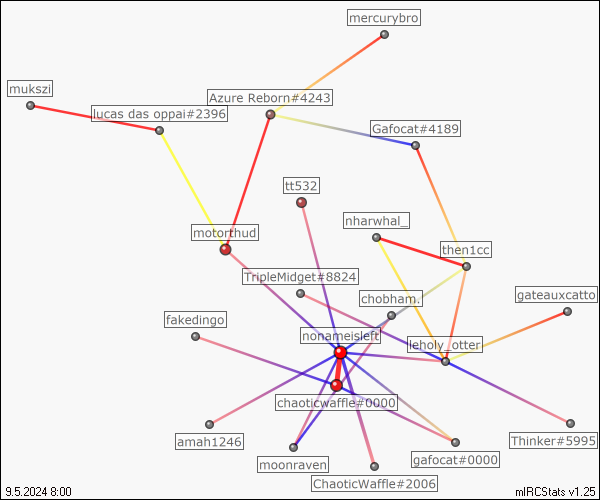 mercurybro
mukszi
Azure Reborn#4243
lucas das oppai#2396
Gafocat#4189
tt532
nharwhal_
motorthud
then1cc
TripleMidget#8824
chobham.
gateauxcatto
fakedingo
nonameisleft
leholy_otter
chaoticwaffle#0000
amah1246
Thinker#5995
moonraven
gafocat#0000
ChaoticWaffle#2006
9.5.2024 8:00
mIRCStats v1.25